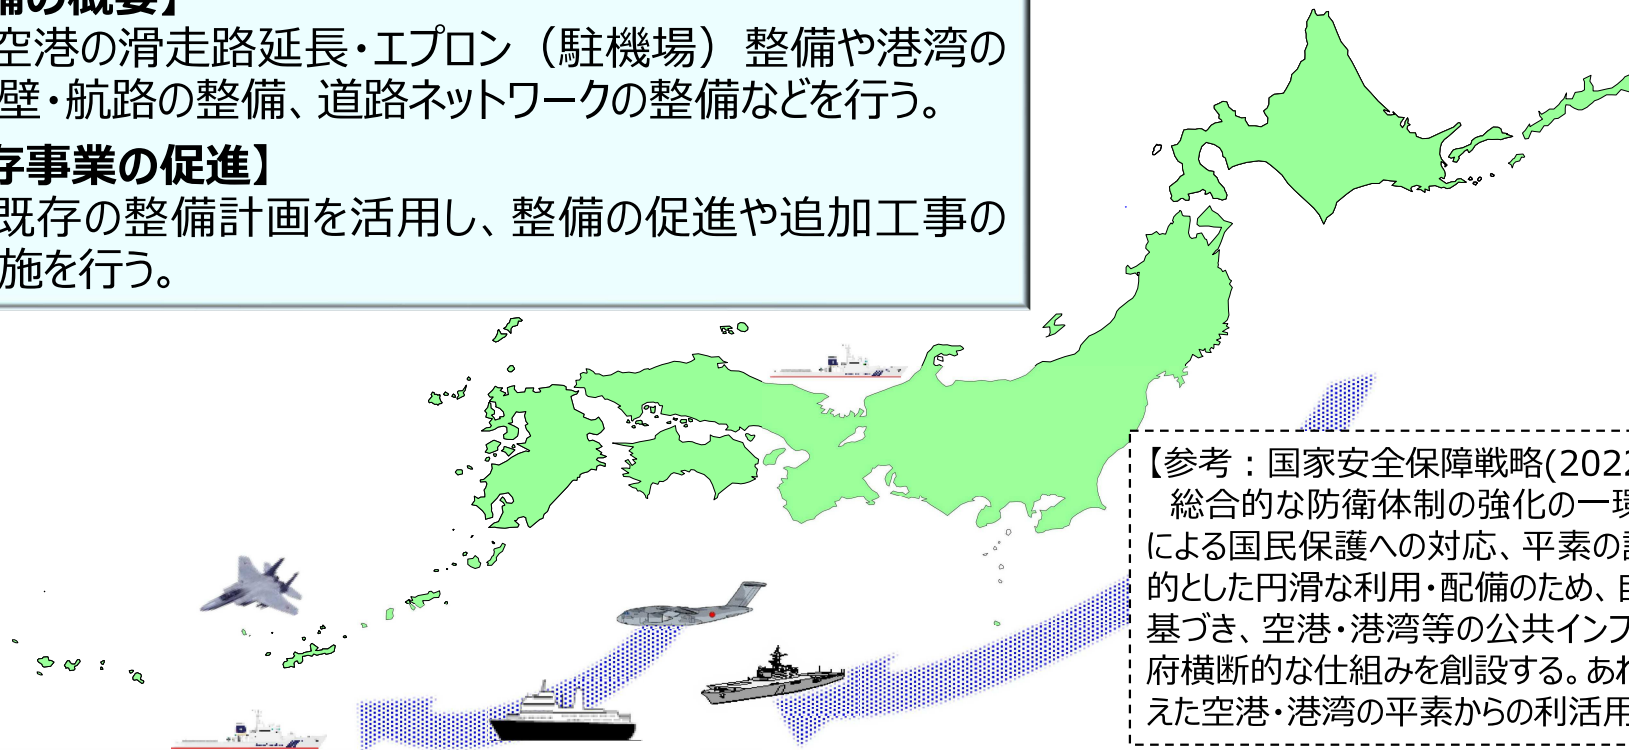 備の概要】
空港の滑走路延長・エプロン（駐機場）整備や港湾の
壁・航路の整備、道路ネットワークの整備などを行う。
存事業の促進】
既存の整備計画を活用し、整備の促進や追加工事の
施を行う。
【参考：国家安全保障戦略(2022
総合的な防衛体制の強化の一環
による国民保護への対応、平素の訓
的とした円滑な利用・配備のため、自
基づき、空港・港湾等の公共インフ
府横断的な仕組みを創設する。あわ
えた空港・港湾の平素からの利活用